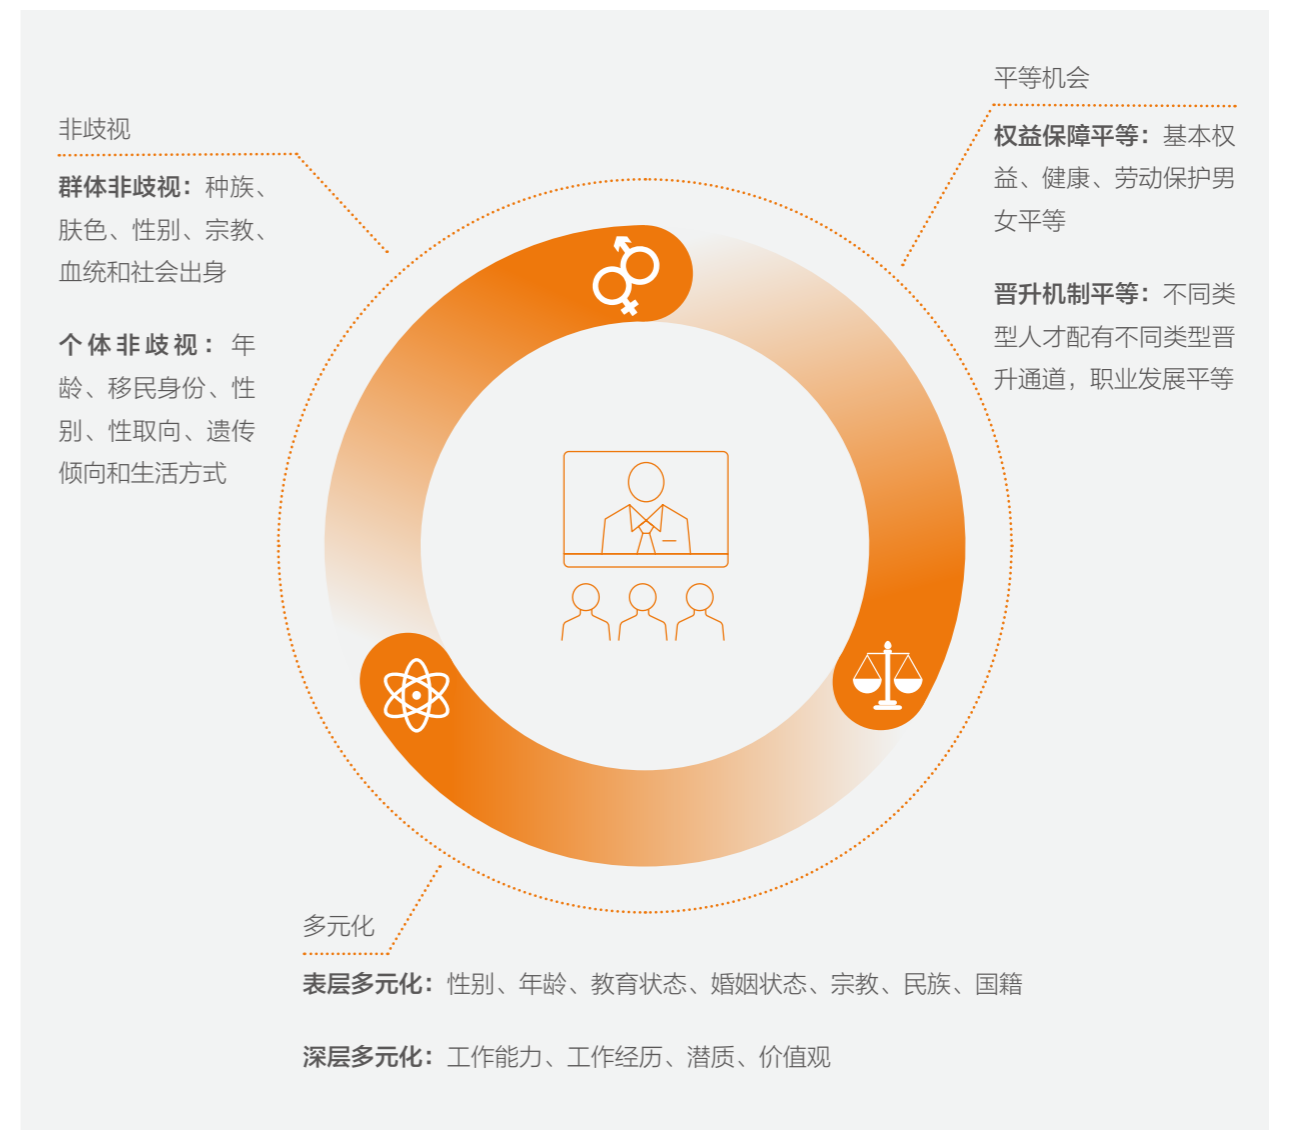 非歧视
群体非歧视：种族、
肤色、性别、宗教、
血统和社会出身
个体非歧视：年
龄、移民身份、性
别、性取向、遗传
倾向和生活方式
平等机会
权益保障平等：基本权
益、健康、劳动保护男
女平等
晋升机制平等：不同类
型人才配有不同类型晋
升通道，职业发展平等
多元化
表层多元化：性别、年龄、教育状态、婚姻状态、宗教、民族、国籍
深层多元化：工作能力、工作经历、潜质、价值观